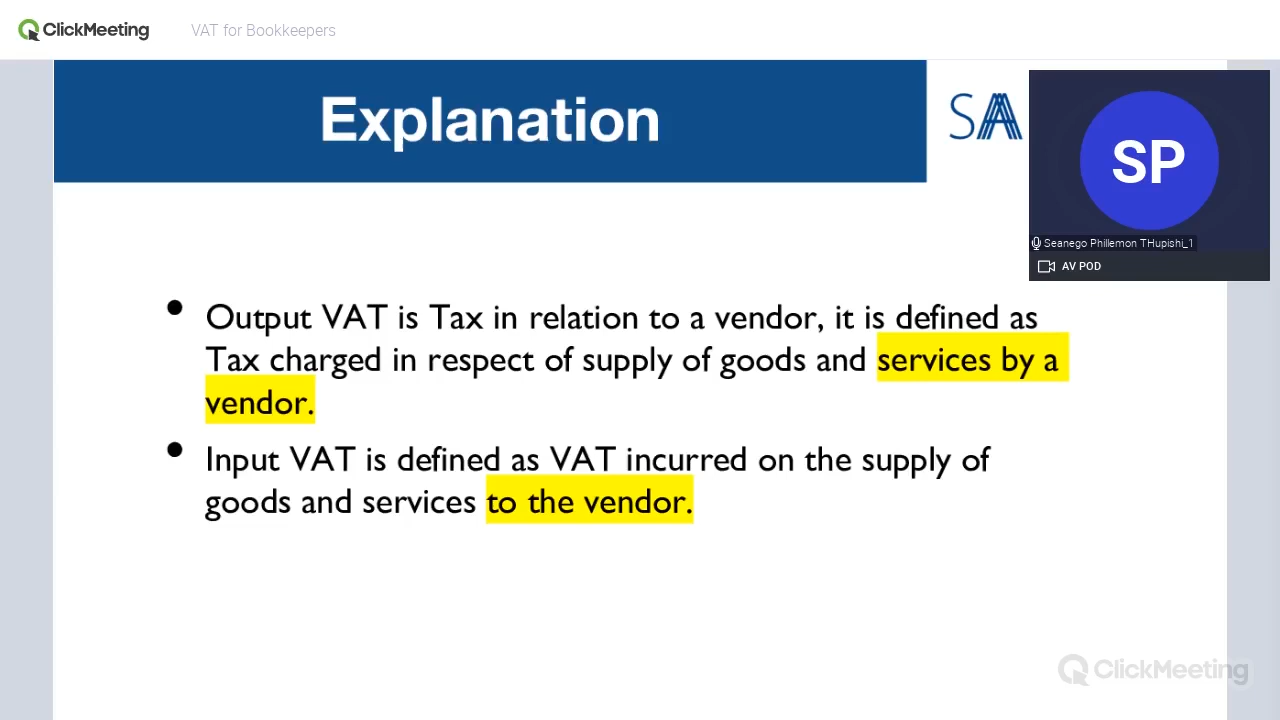 ClickMeeting
VAT for Bookkeepers
Explanation
SA
SP
Seanego Phillemon THupishi_1
AV POD
• Output VAT is Tax in relation to a vendor, it is defined as
Tax charged in respect of supply of goods and services by a
vendor.
• Input VAT is defined as VAT incurred on the supply of
goods and services to the vendor.
ClickMeeting